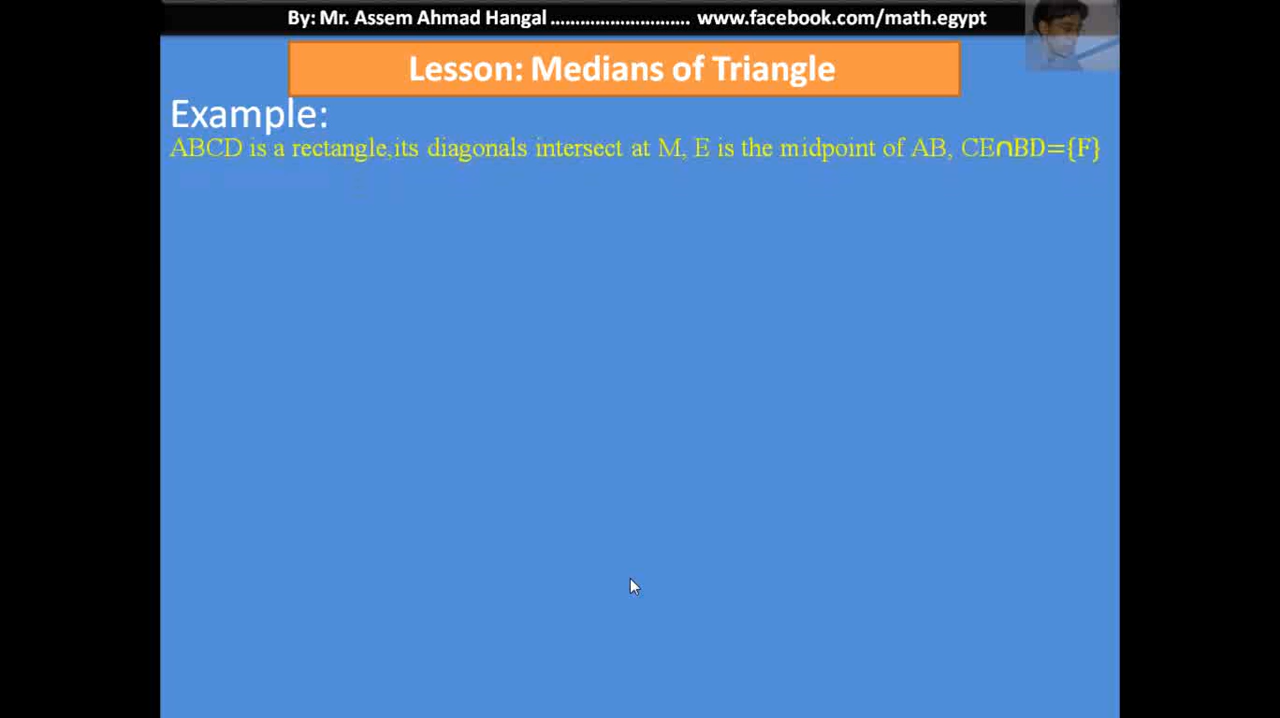 By: Mr. Assem Ahmad Hangal ........................... www.facebook.com/math.egypt
Lesson: Medians of Triangle
Example:
ABCD is a rectangle,its diagonals intersect at M, E is the midpoint of AB, CE∩BD={F}